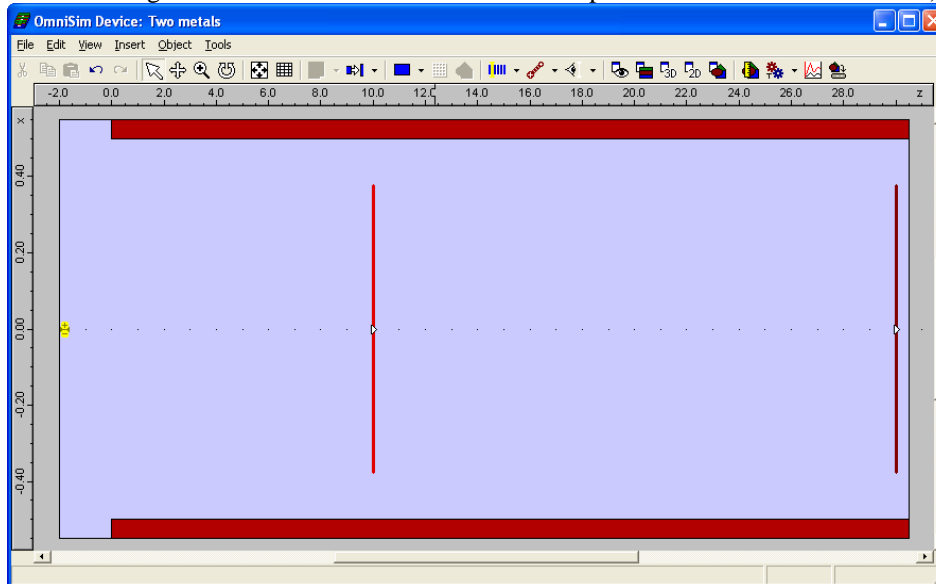 OmniSim Device: Two metals
File Edit View Insert Object Tools
3D 2D
-2.0 0.0 2.0 4.0 6.0 8.0 10.0 12.0 14.0 16.0 18.0 20.0 22.0 24.0 26.0 28.0 z
x
0.40
0.20
0.00
-0.20
-0.40